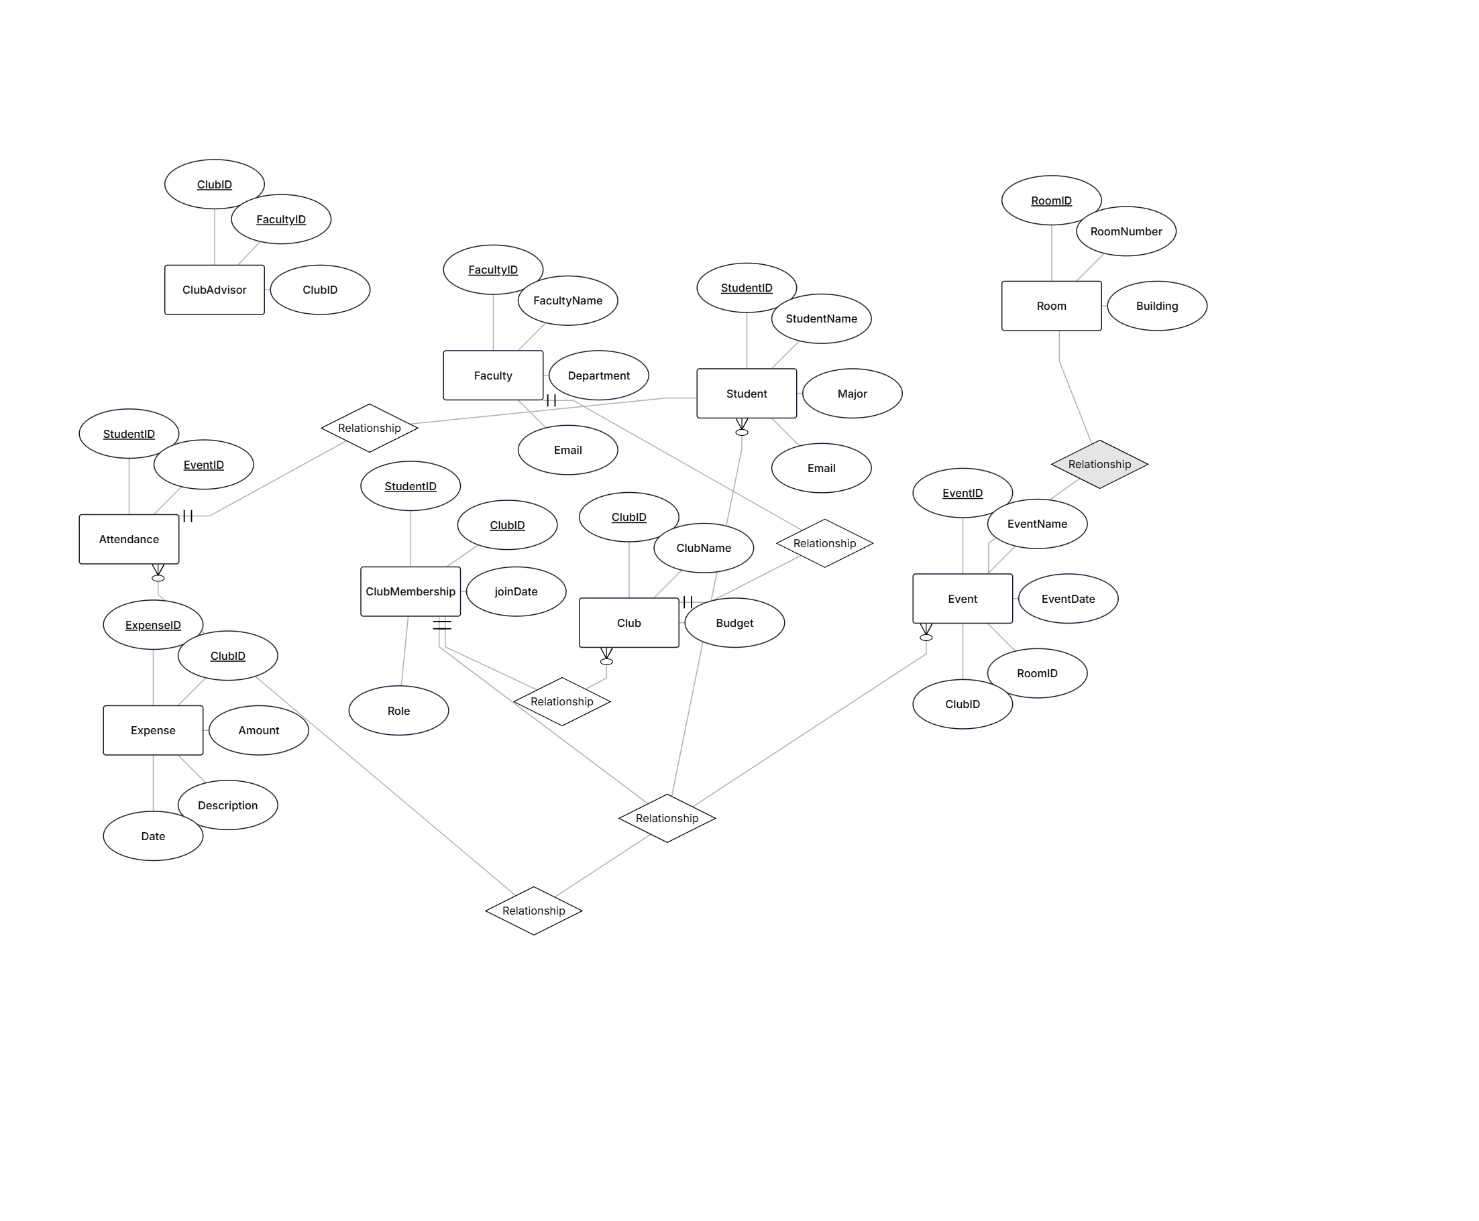 ClubID
FacultyID
ClubAdvisor
ClubID
FacultyID
FacultyName
Faculty
Department
Email
StudentID
StudentName
Student
Major
Email
RoomID
RoomNumber
Room
Building
Relationship
Relationship
StudentID
EventID
Attendance
StudentID
ClubID
ClubMembership
joinDate
Role
ClubID
ClubName
Club
Budget
Relationship
EventID
EventName
Event
EventDate
RoomID
ClubID
ExpenseID
ClubID
Expense
Amount
Description
Date
Relationship
Relationship
Relationship